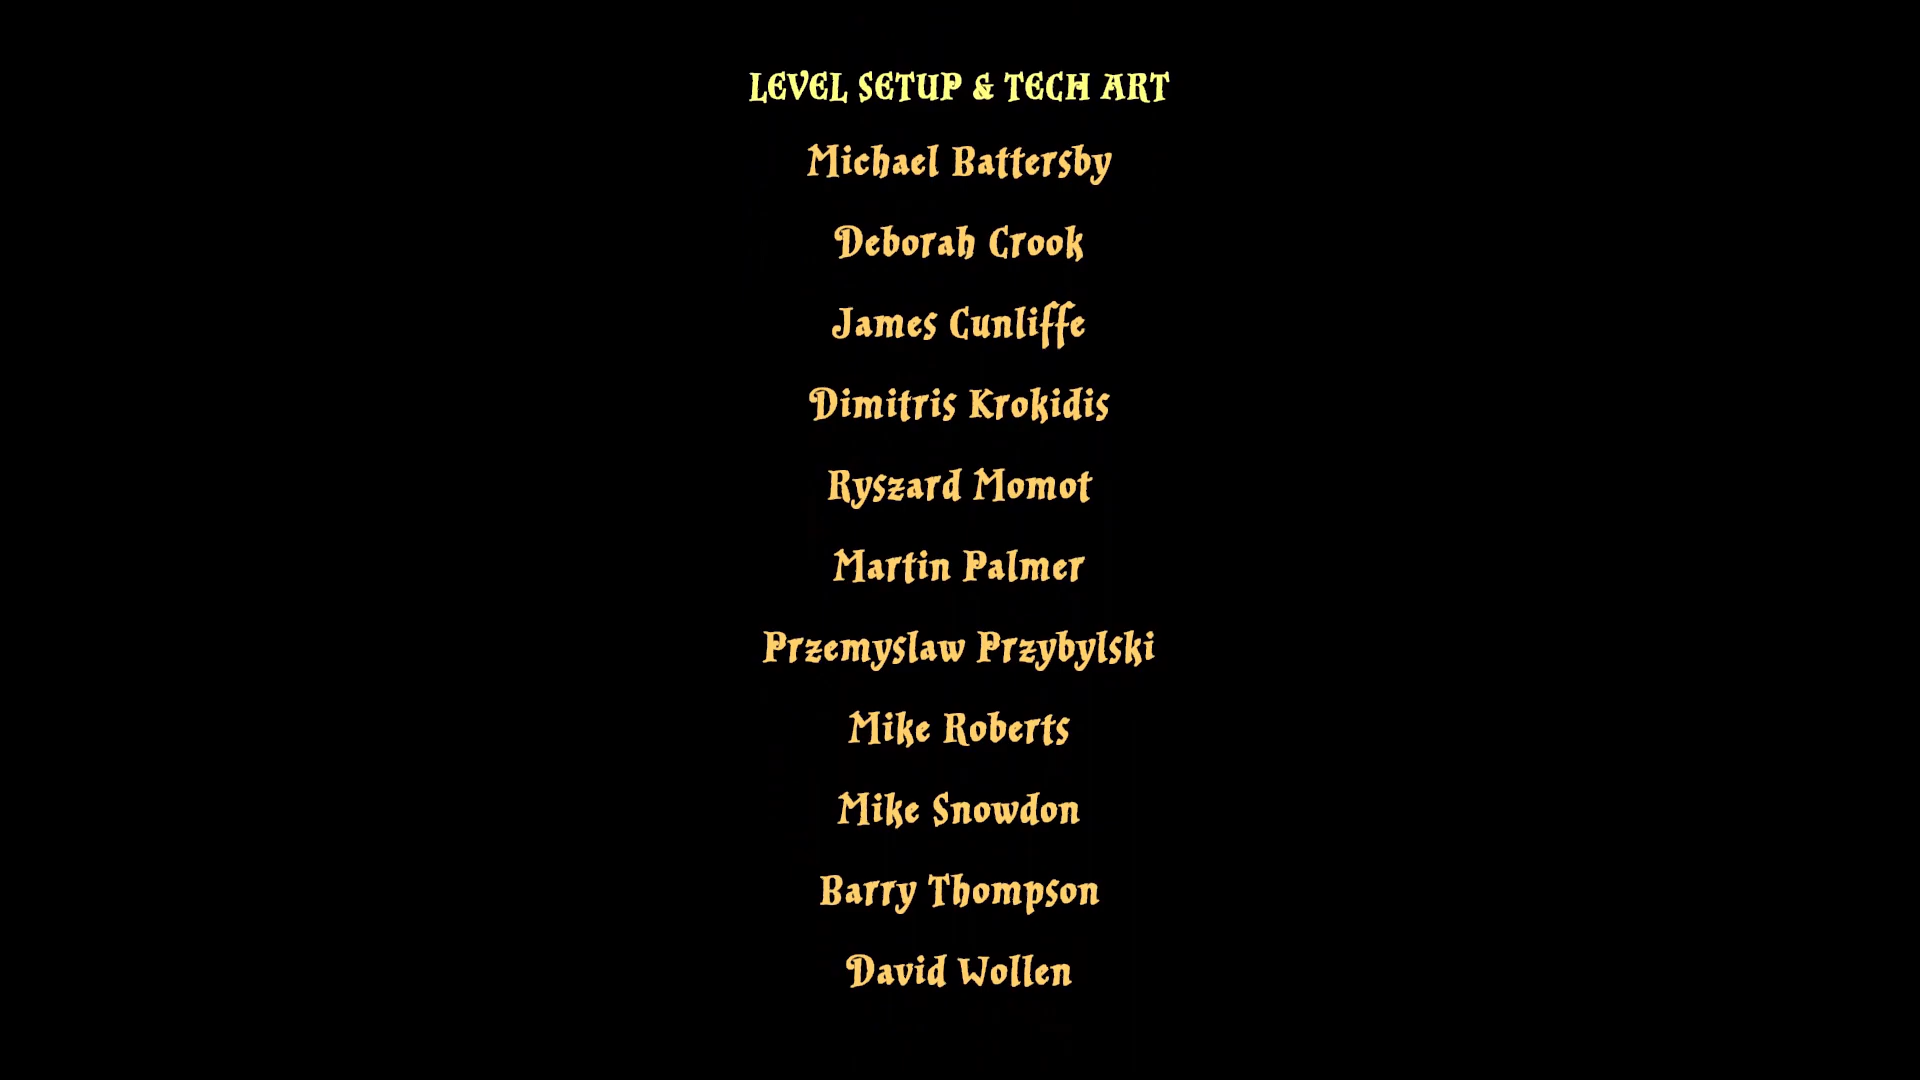 LEVEL SETUP & TECH ART
Michael Battersby
Deborah Crook
James Cunliffe
Dimitris Krokidis
Ryszard Momot
Martin Palmer
Przemyslaw Przybylski
Mike Roberts
Mike Snowdon
Barry Thompson
David Wollen